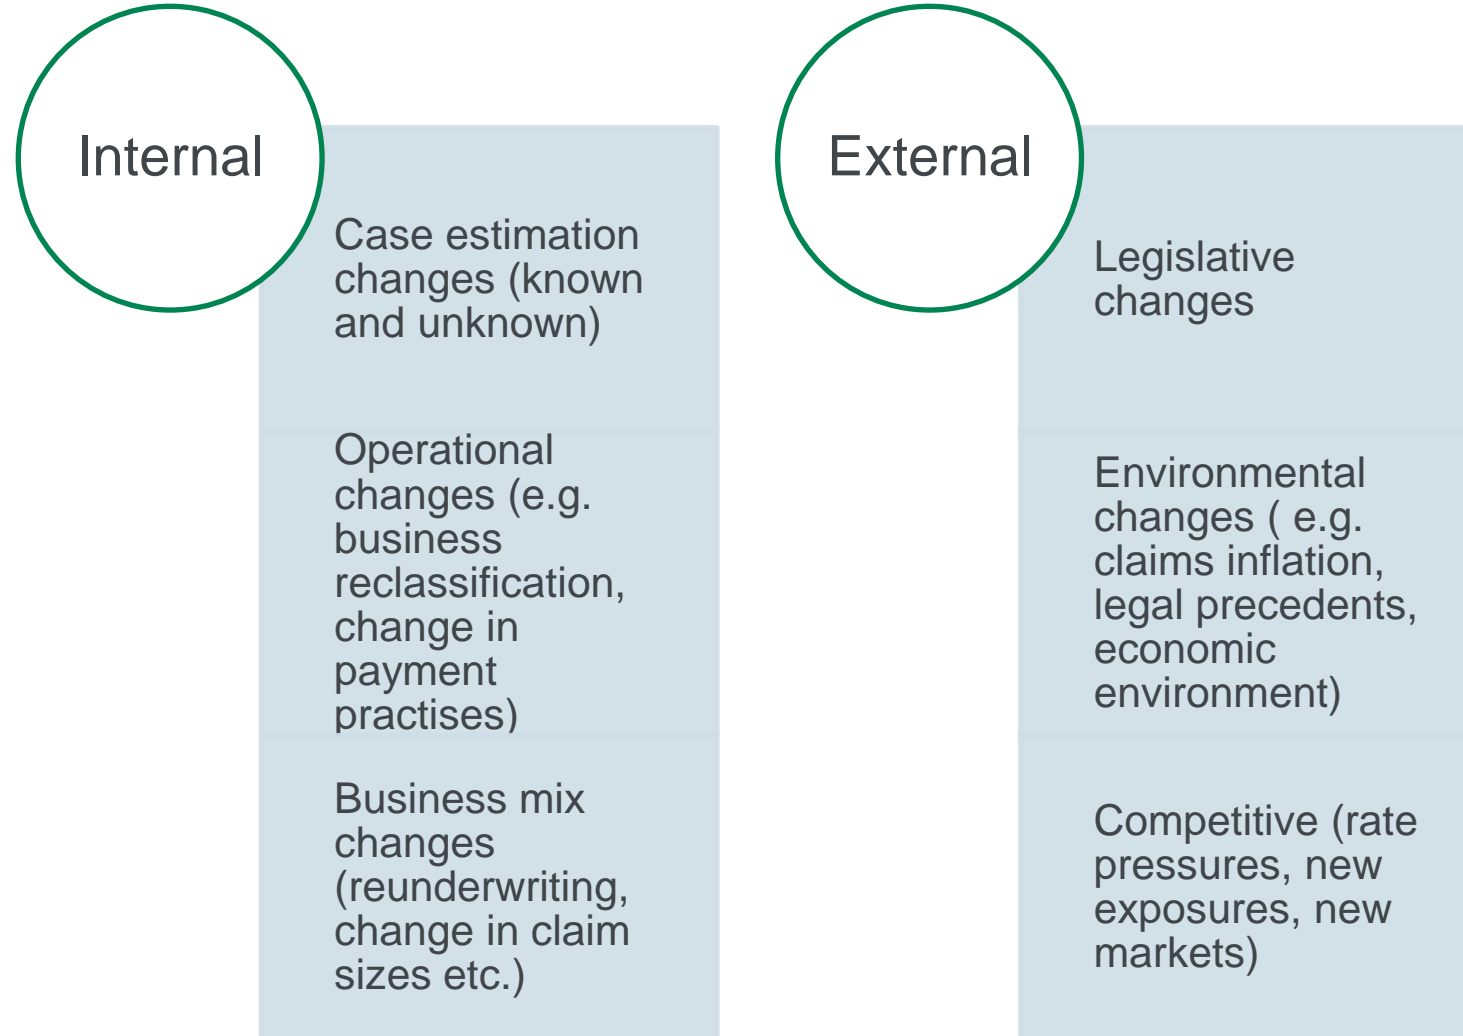 Internal
Case estimation
changes (known
and unknown)
Operational
changes (e.g.
business
reclassification,
change in
payment
practises)
Business mix
changes
(reunderwriting,
change in claim
sizes etc.)
External
Legislative
changes
Environmental
changes ( e.g.
claims inflation,
legal precedents,
economic
environment)
Competitive (rate
pressures, new
exposures, new
markets)